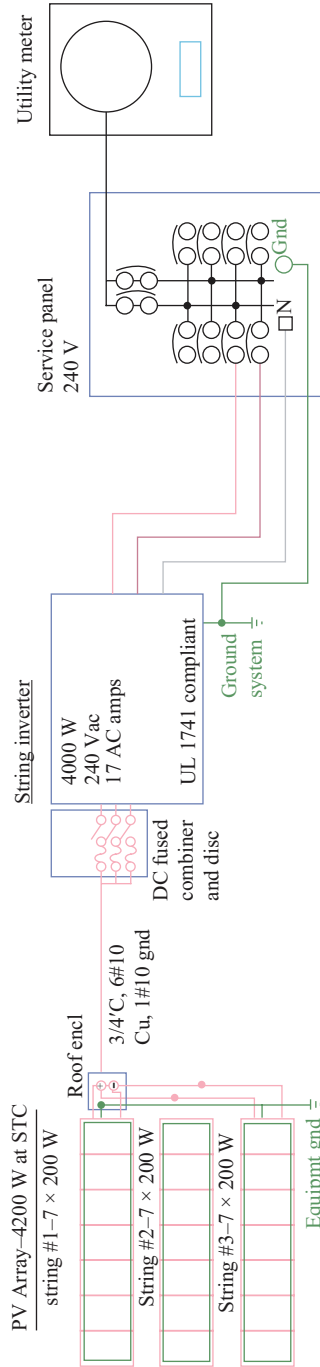 PV Array–4200 W at STC
string #1–7 × 200 W
String #2–7 × 200 W
String #3–7 × 200 W
Equipmt gnd
Roof encl
3/4′C, 6#10
Cu, 1#10 gnd
DC fused
combiner
and disc
String inverter
4000 W
240 Vac
17 AC amps
UL 1741 compliant
Ground
system
Service panel
240 V
N
Gnd
Utility meter